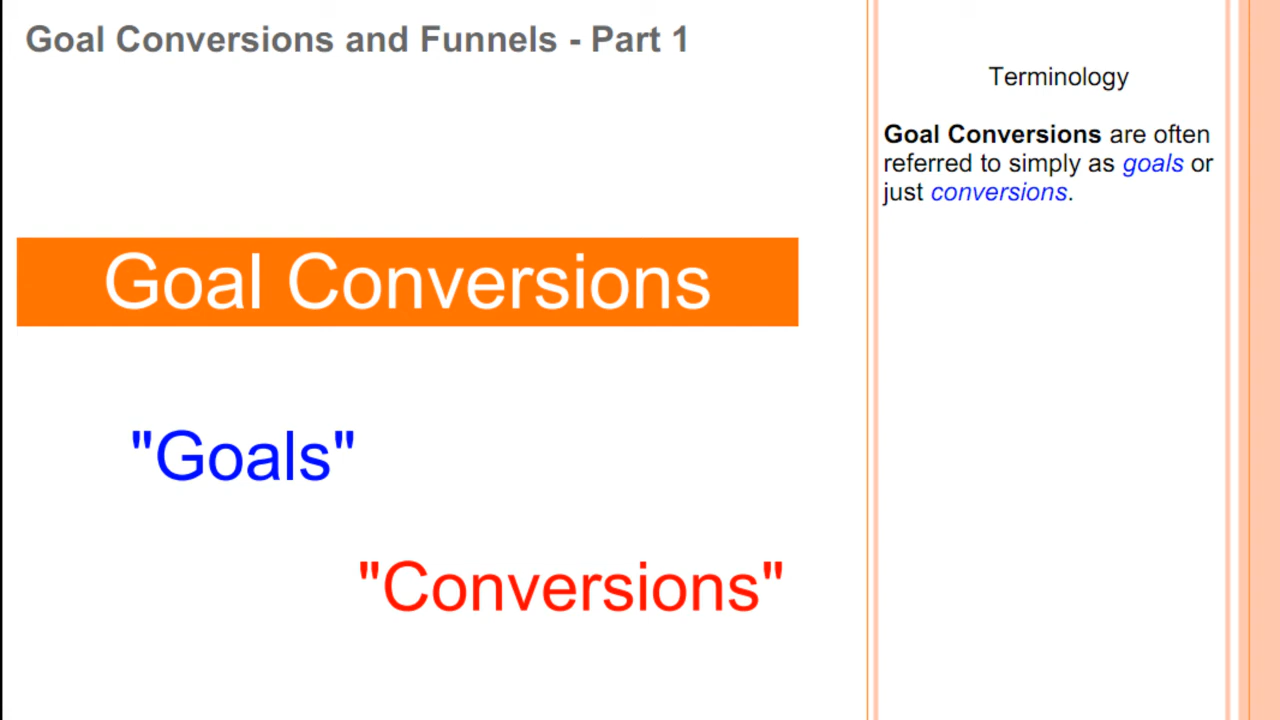 Goal Conversions and Funnels - Part 1
Goal Conversions
"Goals"
"Conversions"
Terminology
Goal Conversions are often
referred to simply as goals or
just conversions.